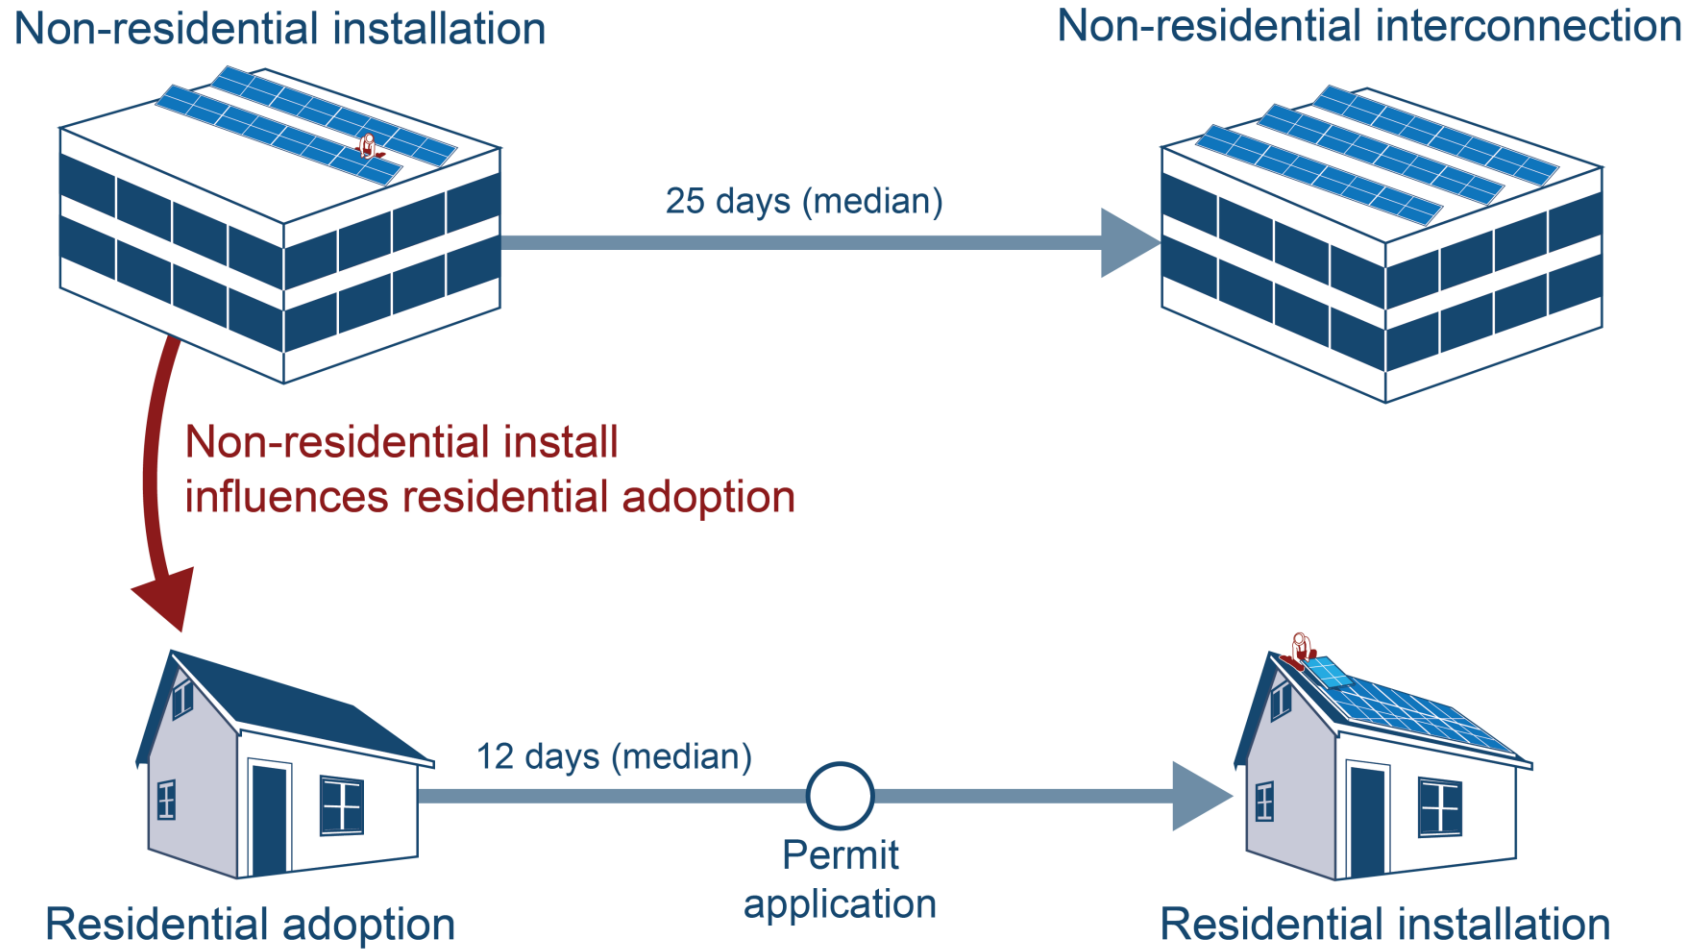 Non-residential installation
Non-residential interconnection
25 days (median)
Non-residential install
influences residential adoption
12 days (median)
Permit
application
Residential adoption
Residential installation